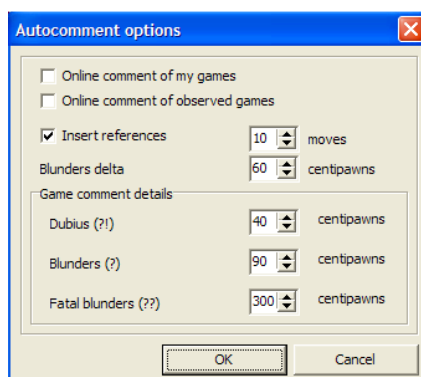 Autocomment options
Online comment of my games
Online comment of observed games
Insert references 10 moves
Blunders delta 60 centipawns
Game comment details
Dubius (?!) 40 centipawns
Blunders (?) 90 centipawns
Fatal blunders (??) 300 centipawns
OK Cancel